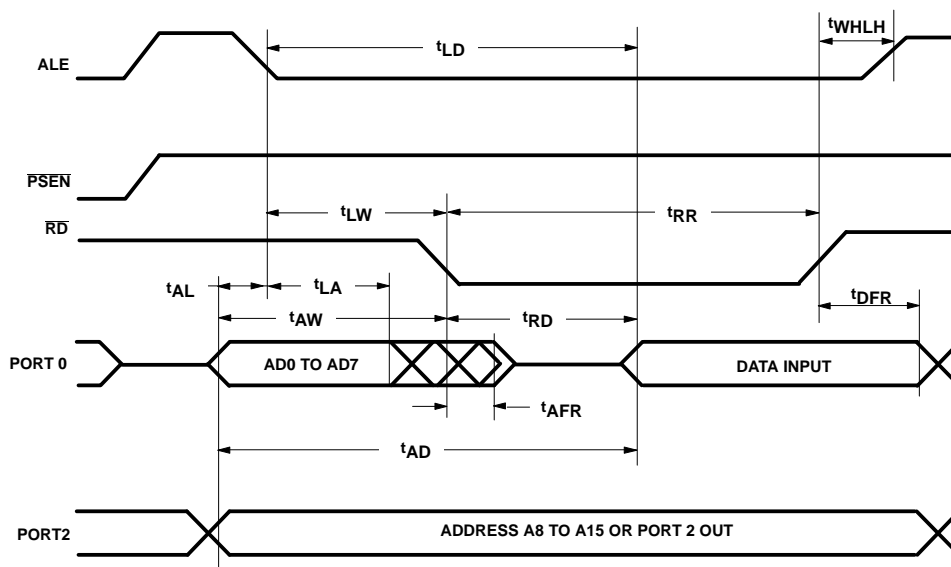 tWHLH
tLD
ALE
PSEN
tLW
tRR
RD
tAL
tLA
tDFR
tAW
tRD
PORT 0
AD0 TO AD7
DATA INPUT
tAFR
tAD
PORT2
ADDRESS A8 TO A15 OR PORT 2 OUT